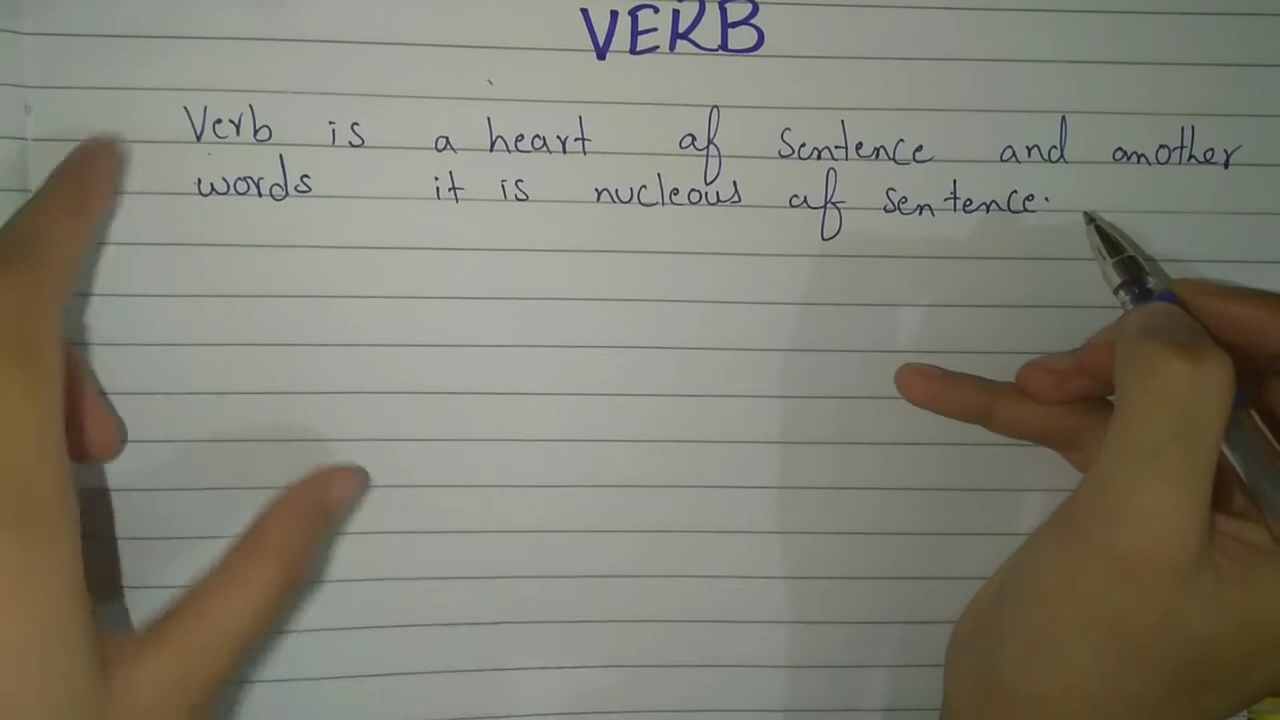 VERB
Verb is a heart af Sentence and another
words it is nucleous af sentence.